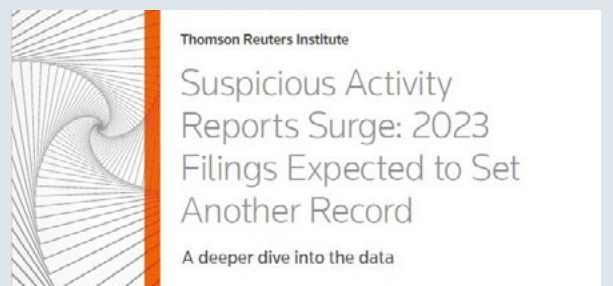 Thomson Reuters Institute
Suspicious Activity
Reports Surge: 2023
Filings Expected to Set
Another Record
A deeper dive into the data